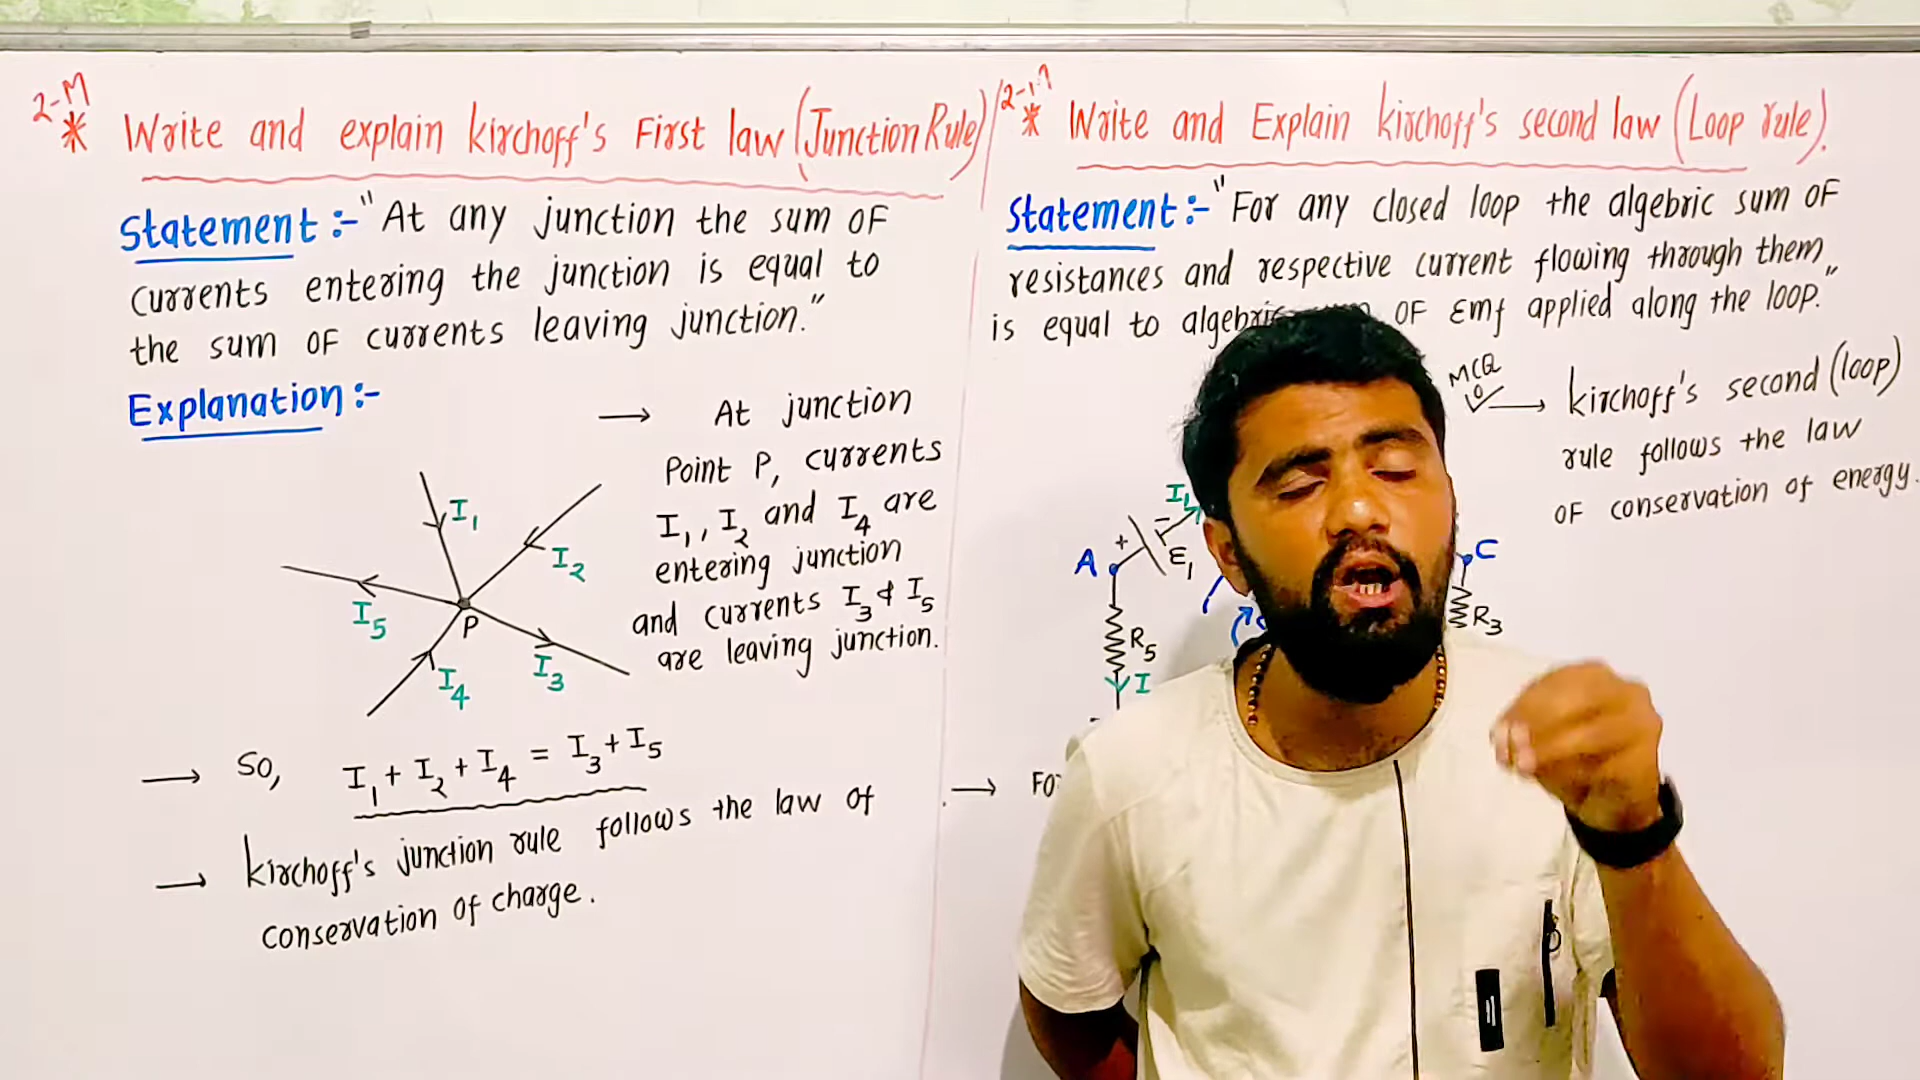 2-M
* Write and explain kirchoff's First law (Junction Rule)
Statement :- "At any junction the sum OF
currents entering the junction is equal to
the sum OF currents leaving junction."
Explanation :-
I1
I2
I5
P
I4
I3
→ At junction
Point P, currents
I1, I2 and I4 are
entering junction
and currents I3 & I5
are leaving junction.
→ So, I1 + I2 + I4 = I3 + I5
→ kirchoff's junction rule follows the law of
conservation of charge.
* Write and Explain kirchoff's second law (Loop rule).
Statement :- "For any closed loop the algebric sum OF
resistances and respective current flowing through them
is equal to algebric OF Emf applied along the loop."
MCQ
→ kirchoff's second (loop)
rule follows the law
OF conservation of energy.
I1
A
+ -
ε1
C
R5
R3
I
→